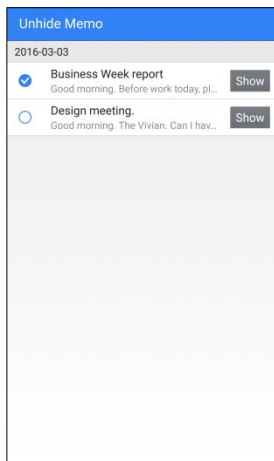 Unhide Memo
2016-03-03
Business Week report
Good morning. Before work today, pl...
Show
Design meeting.
Good morning. The Vivian. Can I hav...
Show